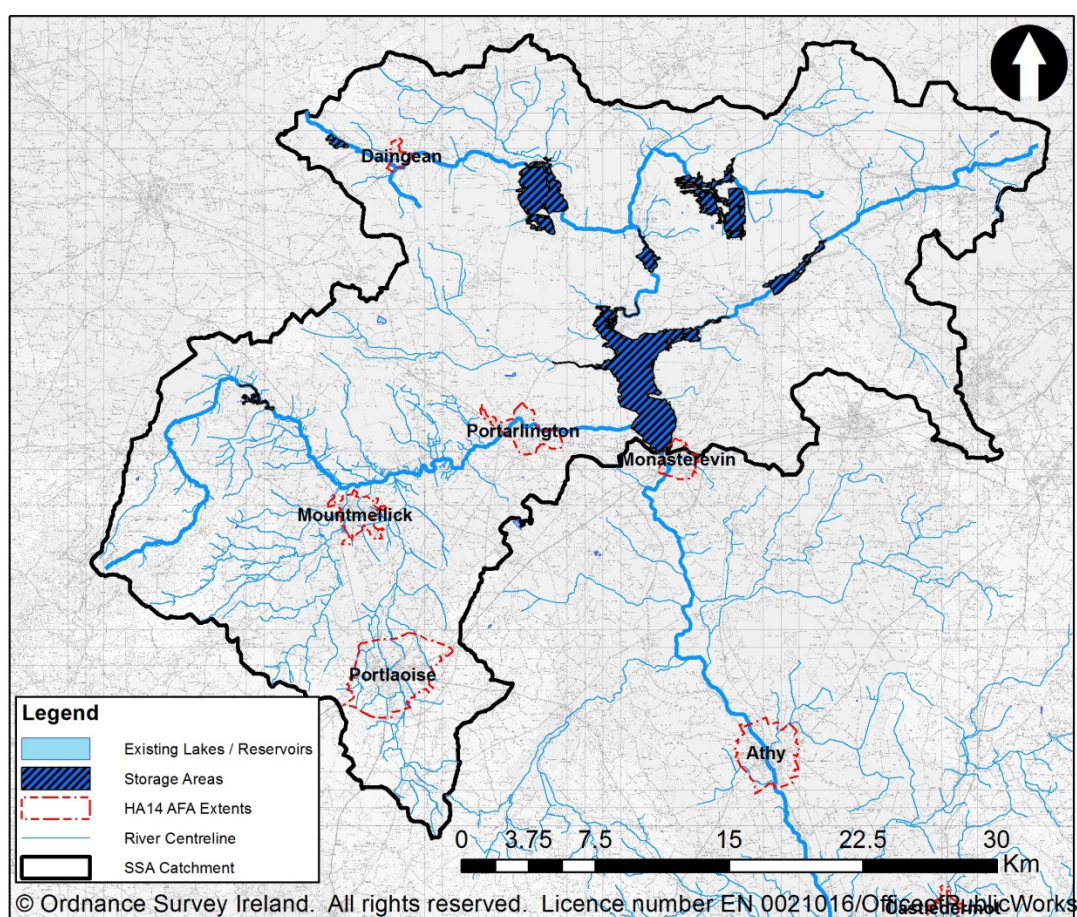 Daingean
Portarlington
Monasterevin
Mountmellick
Portlaoise
Athy
Legend
Existing Lakes / Reservoirs
Storage Areas
HA14 AFA Extents
River Centreline
SSA Catchment
0 3.75 7.5 15 22.5 30
Km
Castledermot
© Ordnance Survey Ireland. All rights reserved. Licence number EN 0021016/OfficeofPublicWorks